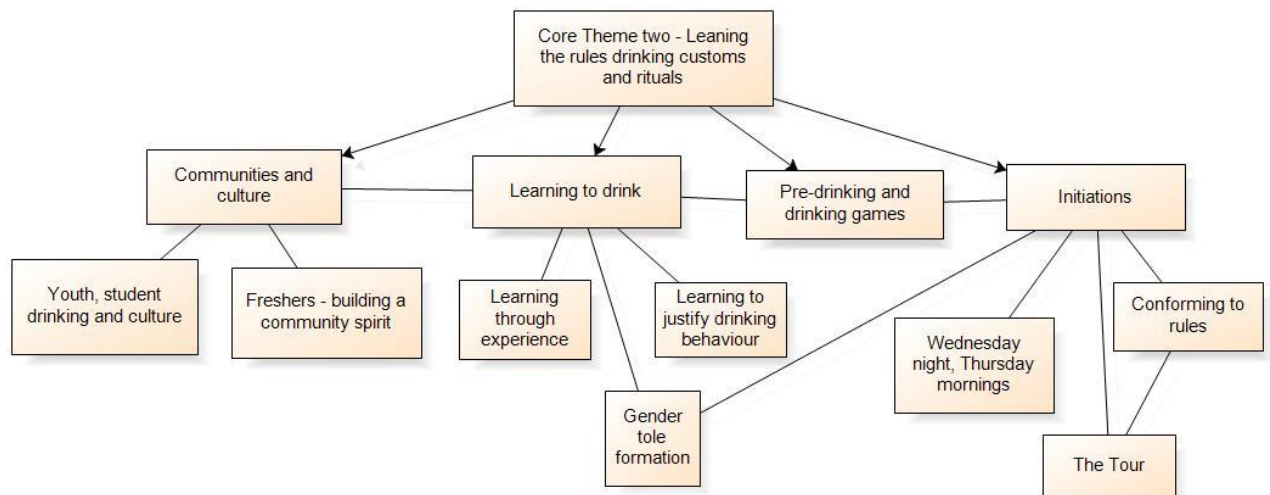 Core Theme two - Leaning
the rules drinking customs
and rituals
Communities and
culture
Learning to drink
Pre-drinking and
drinking games
Initiations
Youth, student
drinking and culture
Freshers - building a
community spirit
Learning
through
experience
Learning to
justify drinking
behaviour
Gender
tole
formation
Wednesday
night, Thursday
mornings
Conforming to
rules
The Tour